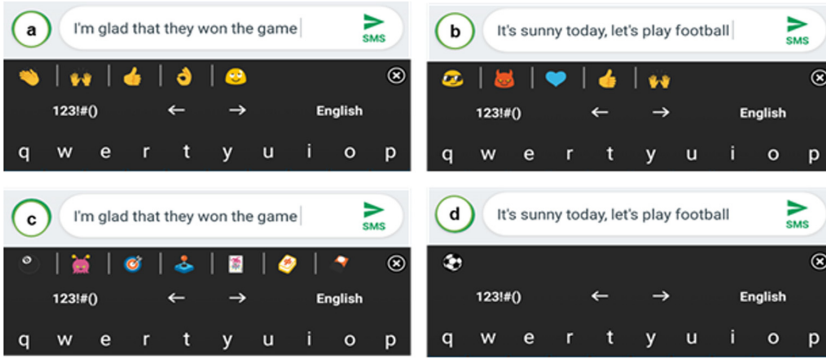 a
I'm glad that they won the game
SMS
123!#()
← →
English
q w e r t y u i o p
b
It's sunny today, let's play football
SMS
123!#()
← →
English
q w e r t y u i o p
c
I'm glad that they won the game
SMS
123!#()
← →
English
q w e r t y u i o p
d
It's sunny today, let's play football
SMS
123!#()
← →
English
q w e r t y u i o p